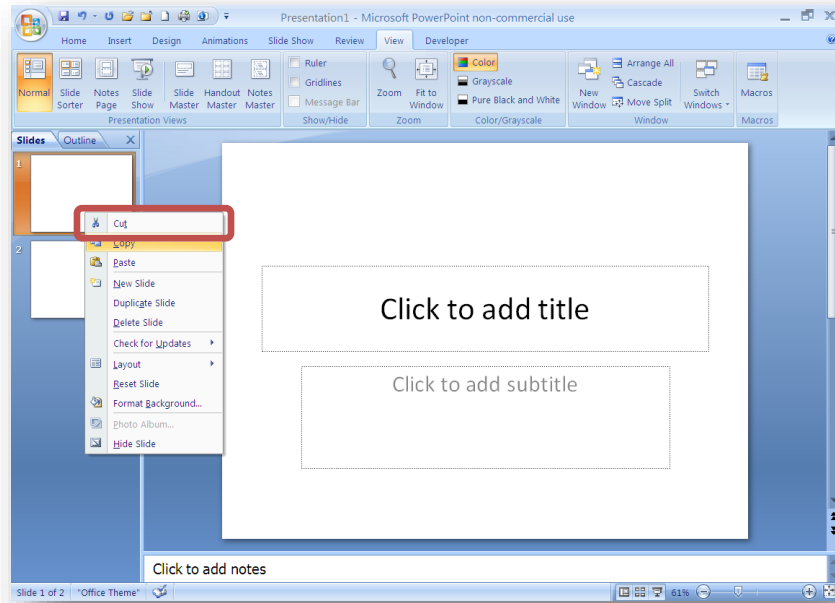 Presentation1 - Microsoft PowerPoint non-commercial use
Home Insert Design Animations Slide Show Review View Developer
Normal Slide Sorter Notes Page Slide Show Slide Master Handout Master Notes Master
Presentation Views
Ruler
Gridlines
Message Bar
Show/Hide
Zoom Fit to Window
Zoom
Color
Grayscale
Pure Black and White
Color/Grayscale
New Window
Arrange All
Cascade
Move Split
Switch Windows
Window
Macros
Macros
Slides Outline X
1
2
Cut
Copy
Paste
New Slide
Duplicate Slide
Delete Slide
Check for Updates
Layout
Reset Slide
Format Background...
Photo Album...
Hide Slide
Click to add title
Click to add subtitle
Click to add notes
Slide 1 of 2 "Office Theme" 61%